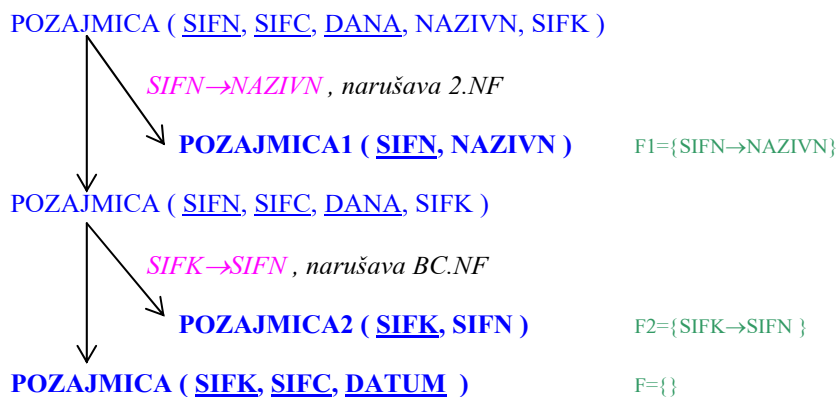 POZAJMICA ( SIFN, SIFC, DANA, NAZIVN, SIFK )
SIFN→NAZIVN , narušava 2.NF
POZAJMICA1 ( SIFN, NAZIVN ) F1={SIFN→NAZIVN}
POZAJMICA ( SIFN, SIFC, DANA, SIFK )
SIFK→SIFN , narušava BC.NF
POZAJMICA2 ( SIFK, SIFN ) F2={SIFK→SIFN }
POZAJMICA ( SIFK, SIFC, DATUM ) F={}